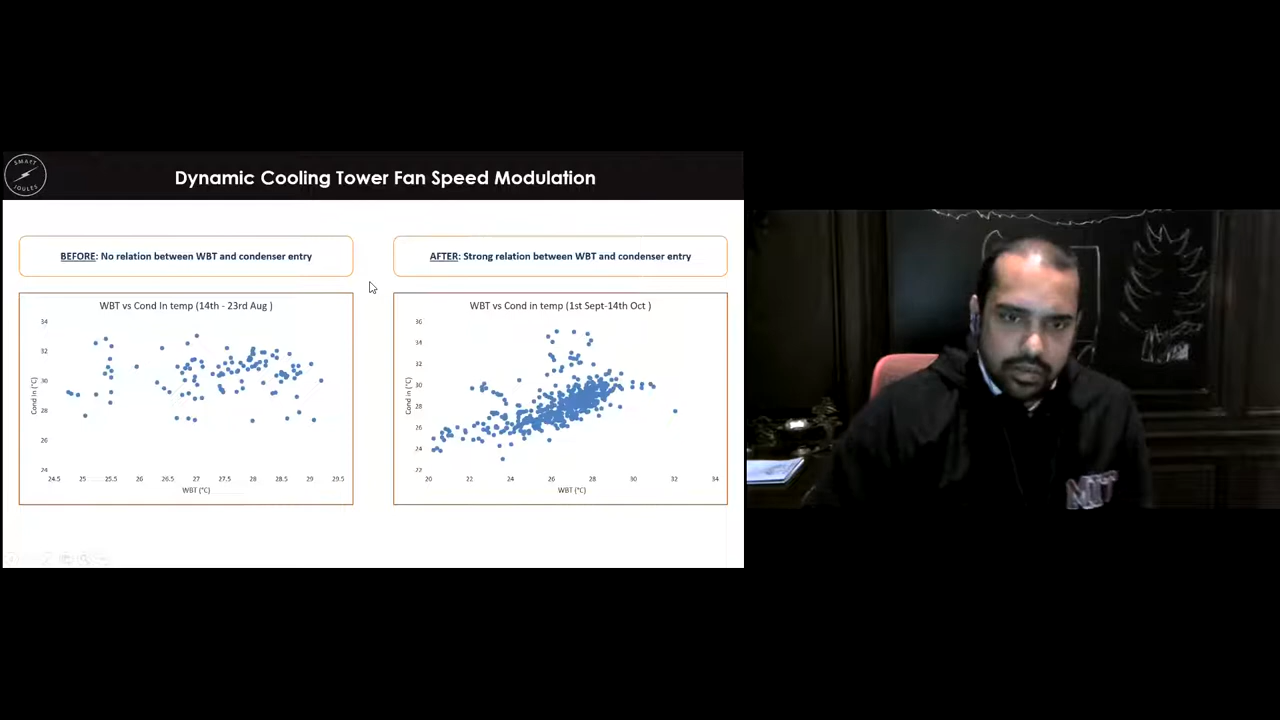 SMART
JOULES
Dynamic Cooling Tower Fan Speed Modulation
BEFORE: No relation between WBT and condenser entry
AFTER: Strong relation between WBT and condenser entry
WBT vs Cond In temp (14th - 23rd Aug )
34
32
30
28
26
24
Cond In (°C)
24.5 25 25.5 26 26.5 27 27.5 28 28.5 29 29.5
WBT (°C)
WBT vs Cond in temp (1st Sept-14th Oct )
36
34
32
30
28
26
24
22
Cond In (°C)
20 22 24 26 28 30 32 34
WBT (°C)